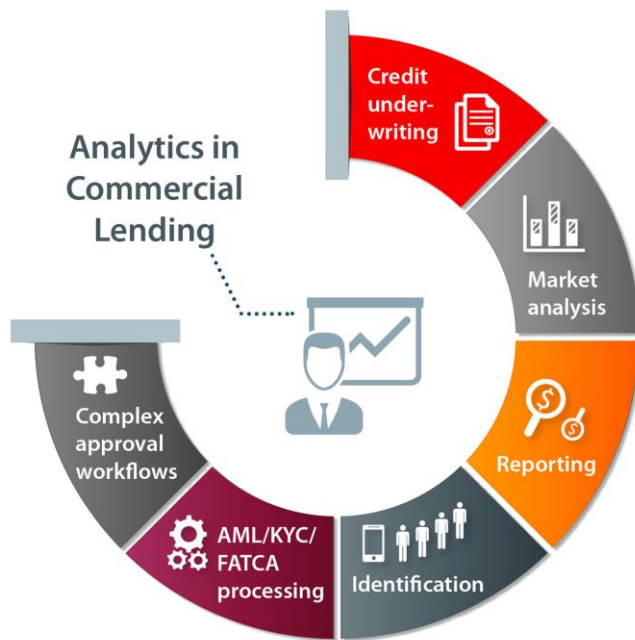 Analytics in
Commercial
Lending
Credit
under-
writing
Market
analysis
$
$
Reporting
Identification
AML/KYC/
FATCA
processing
Complex
approval
workflows